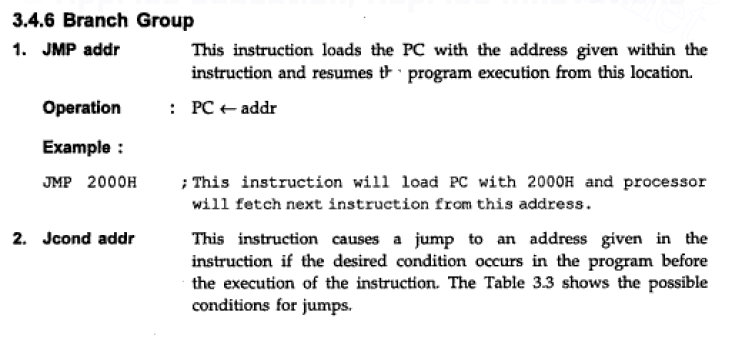 3.4.6 Branch Group
1. JMP addr This instruction loads the PC with the address given within the
instruction and resumes program execution from this location.
Operation : PC ← addr
Example :
JMP 2000H ; This instruction will load PC with 2000H and processor
will fetch next instruction from this address.
2. Jcond addr This instruction causes a jump to an address given in the
instruction if the desired condition occurs in the program before
the execution of the instruction. The Table 3.3 shows the possible
conditions for jumps.